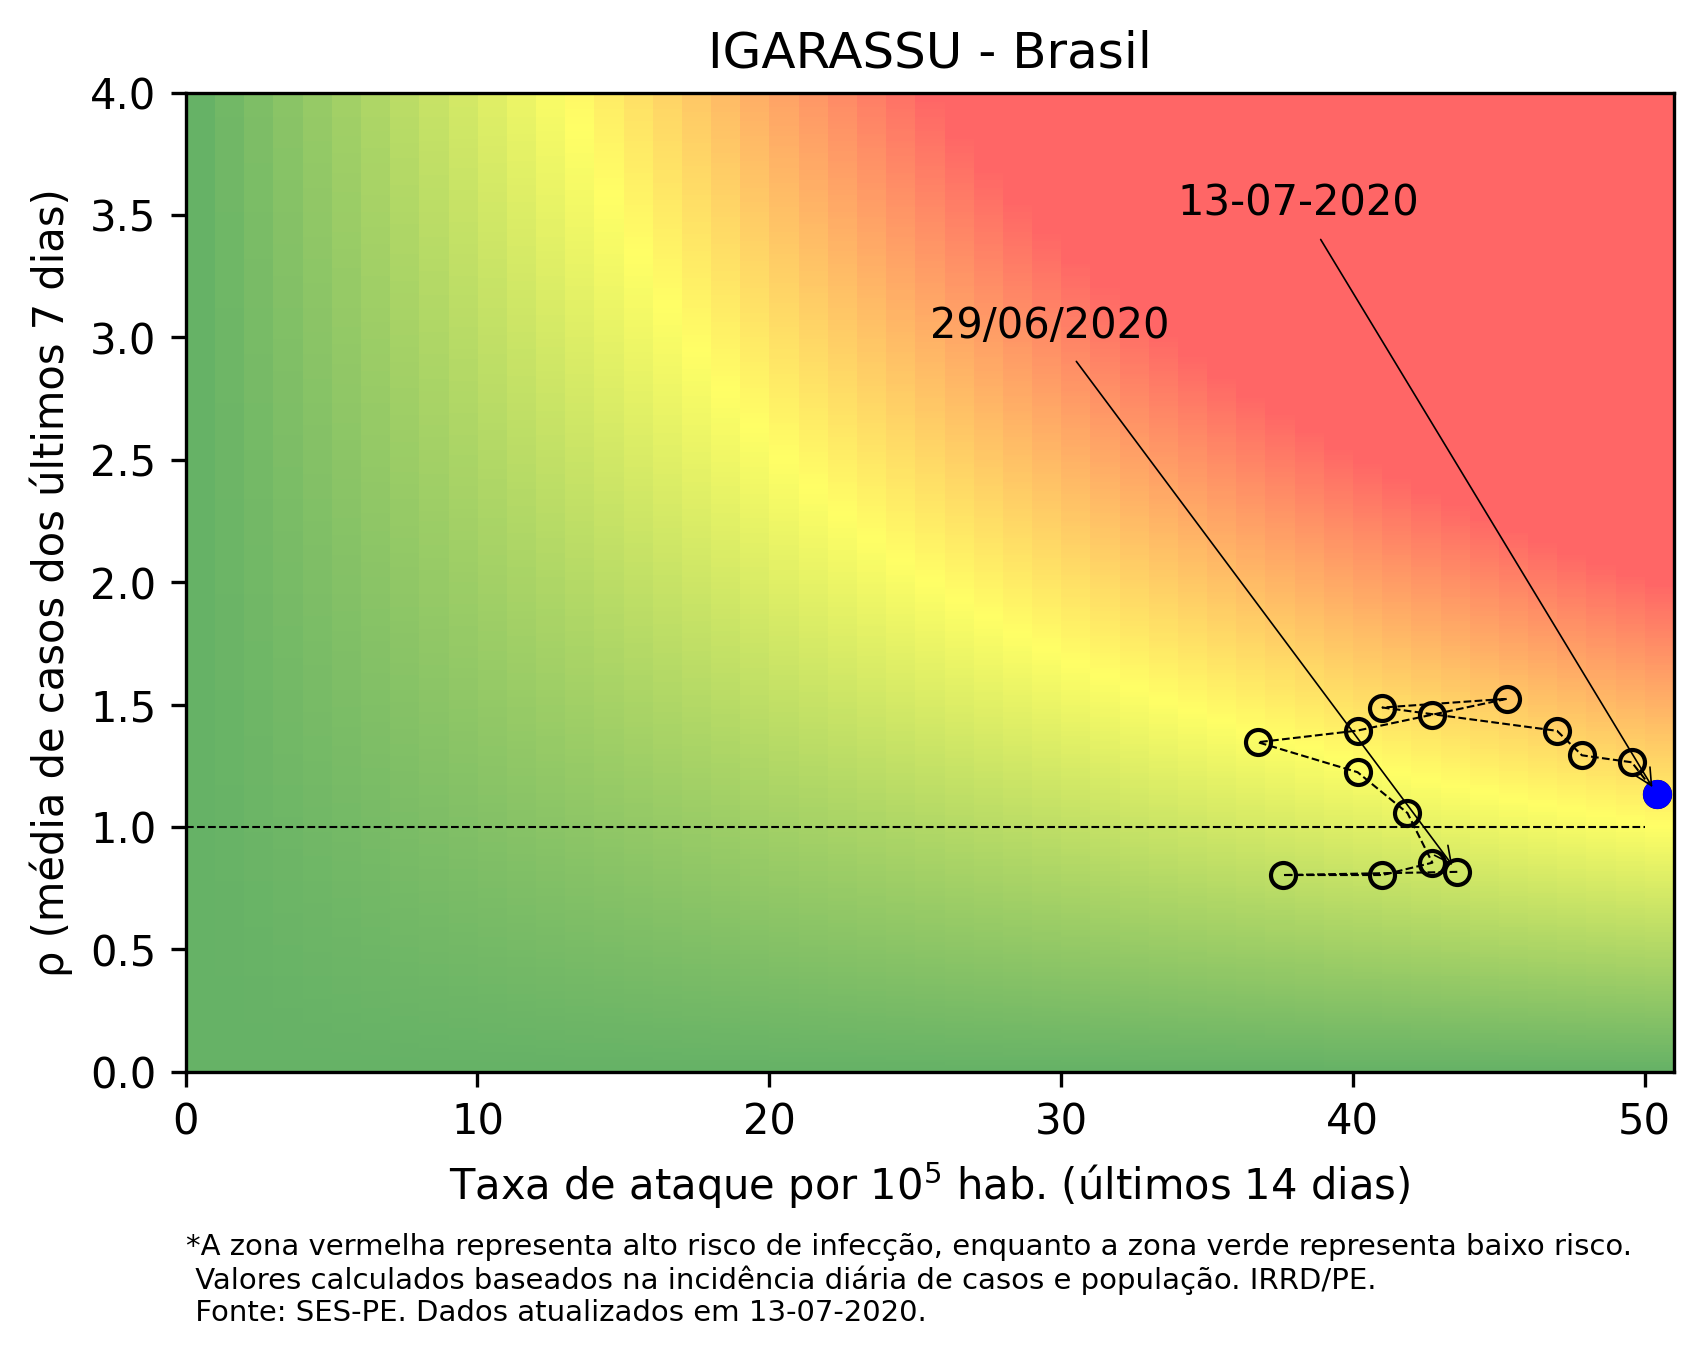 IGARASSU - Brasil
4.0
3.5
3.0
2.5
2.0
1.5
1.0
0.5
0.0
ρ (média de casos dos últimos 7 dias)
13-07-2020
29/06/2020
0 10 20 30 40 50
Taxa de ataque por 10⁵ hab. (últimos 14 dias)
*A zona vermelha representa alto risco de infecção, enquanto a zona verde representa baixo risco.
Valores calculados baseados na incidência diária de casos e população. IRRD/PE.
Fonte: SES-PE. Dados atualizados em 13-07-2020.